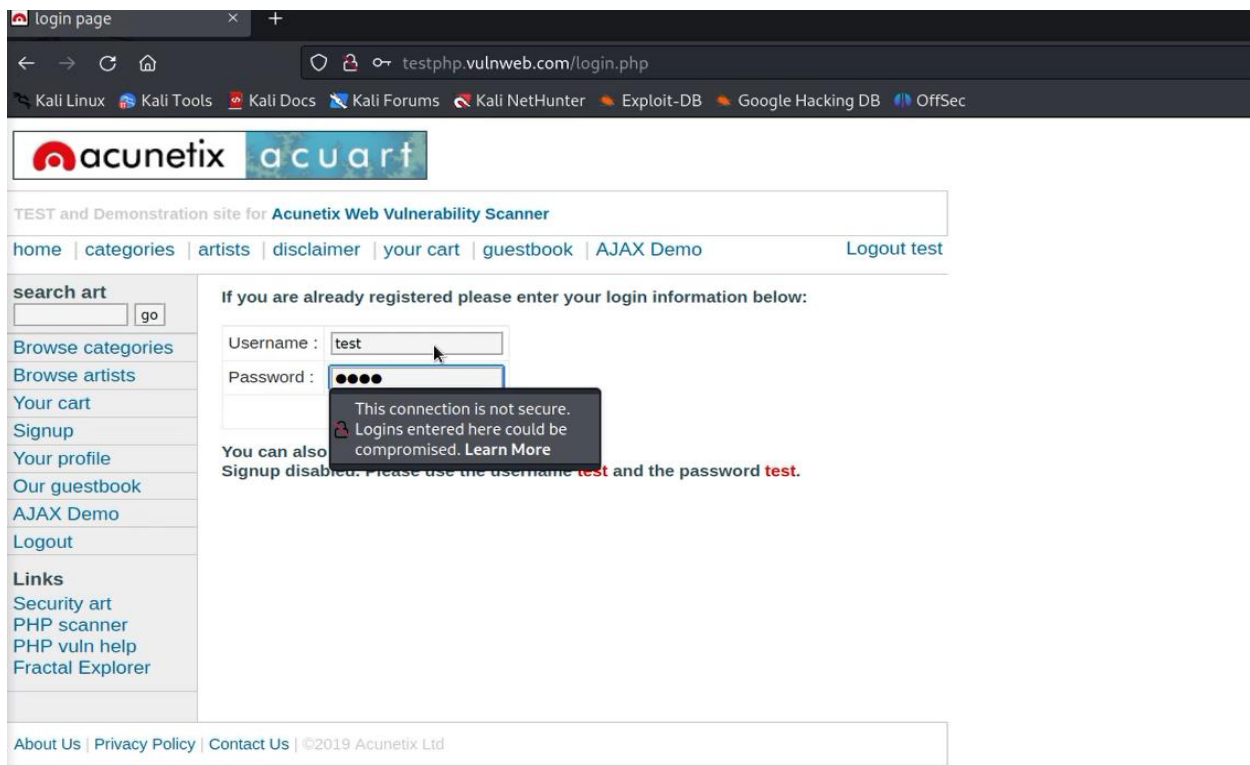 login page
testphp.vulnweb.com/login.php
Kali Linux Kali Tools Kali Docs Kali Forums Kali NetHunter Exploit-DB Google Hacking DB OffSec
acunetix acuart
TEST and Demonstration site for Acunetix Web Vulnerability Scanner
home | categories | artists | disclaimer | your cart | guestbook | AJAX Demo Logout test
search art
go
Browse categories
Browse artists
Your cart
Signup
Your profile
Our guestbook
AJAX Demo
Logout
Links
Security art
PHP scanner
PHP vuln help
Fractal Explorer
If you are already registered please enter your login information below:
Username : test
Password : ●●●●
This connection is not secure.
Logins entered here could be
compromised. Learn More
You can also
Signup disabled. Please use the username test and the password test.
About Us | Privacy Policy | Contact Us | ©2019 Acunetix Ltd